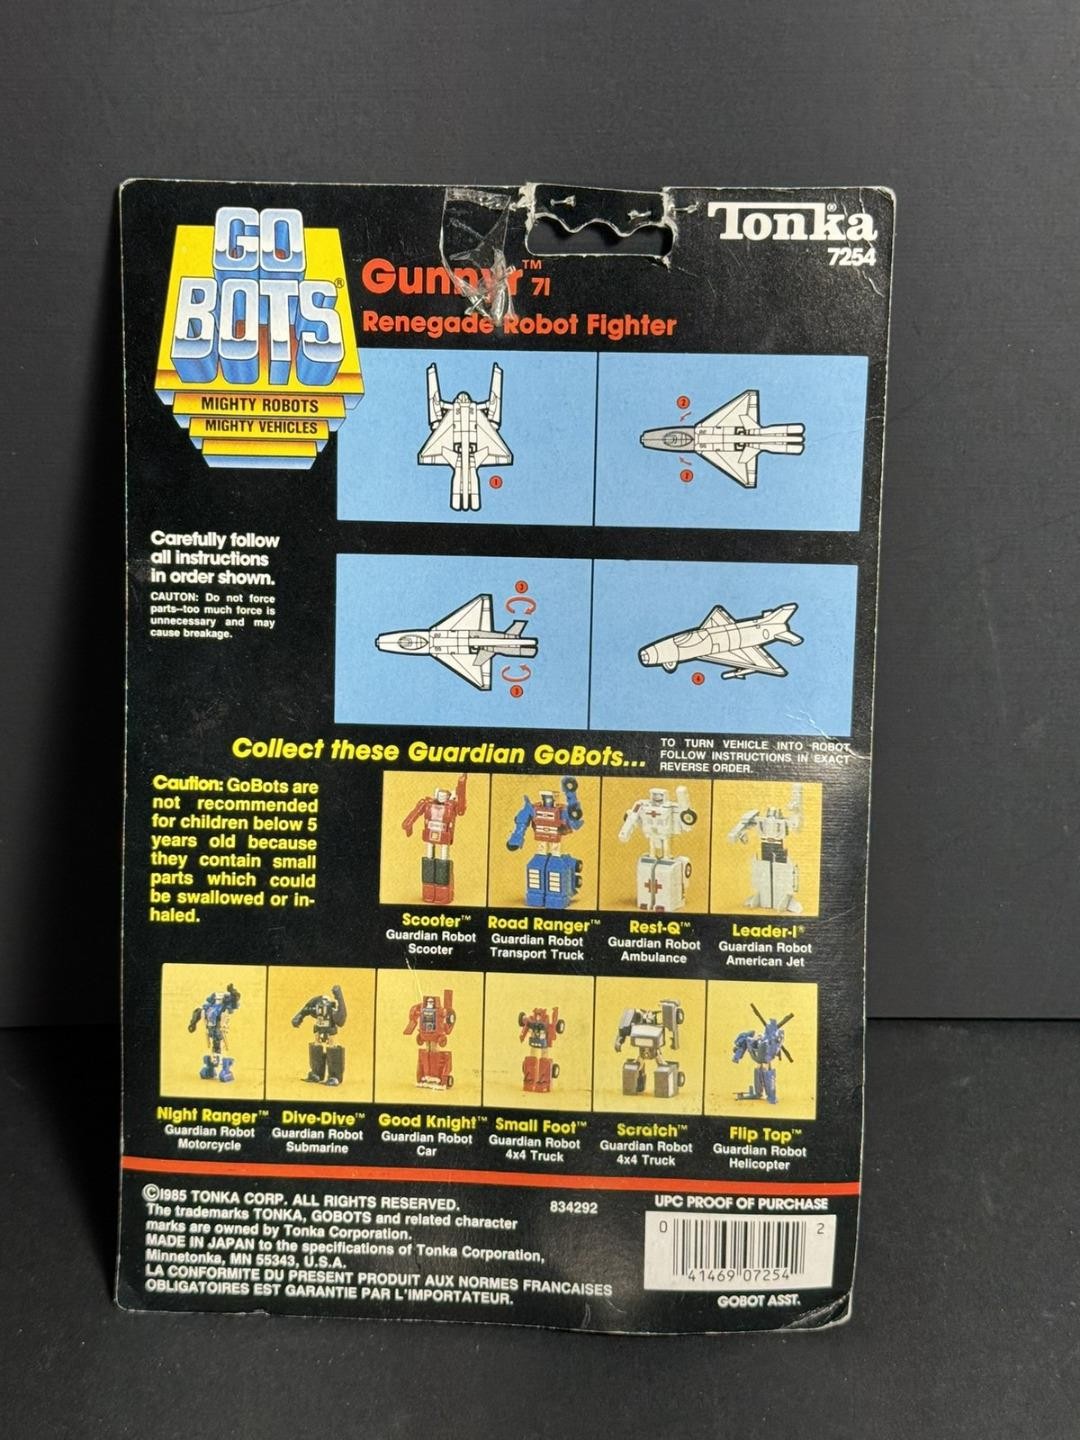 GO
BOTS®
MIGHTY ROBOTS
MIGHTY VEHICLES
Tonka®
7254
Gunnyr™ 71
Renegade Robot Fighter
1
2
2
3
3
4
Carefully follow
all instructions
in order shown.
CAUTON: Do not force
parts--too much force is
unnecessary and may
cause breakage.
Collect these Guardian GoBots...
TO TURN VEHICLE INTO ROBOT
FOLLOW INSTRUCTIONS IN EXACT
REVERSE ORDER.
Caution: GoBots are
not recommended
for children below 5
years old because
they contain small
parts which could
be swallowed or in-
haled.
Scooter™
Guardian Robot
Scooter
Road Ranger™
Guardian Robot
Transport Truck
Rest-Q™
Guardian Robot
Ambulance
Leader-1®
Guardian Robot
American Jet
Night Ranger™
Guardian Robot
Motorcycle
Dive-Dive™
Guardian Robot
Submarine
Good Knight™
Guardian Robot
Car
Small Foot™
Guardian Robot
4x4 Truck
Scratch™
Guardian Robot
4x4 Truck
Flip Top™
Guardian Robot
Helicopter
©1985 TONKA CORP. ALL RIGHTS RESERVED.
The trademarks TONKA, GOBOTS and related character
marks are owned by Tonka Corporation.
MADE IN JAPAN to the specifications of Tonka Corporation,
Minnetonka, MN 55343, U.S.A.
LA CONFORMITE DU PRESENT PRODUIT AUX NORMES FRANCAISES
OBLIGATOIRES EST GARANTIE PAR L'IMPORTATEUR.
834292
UPC PROOF OF PURCHASE
0 41469 07254 2
GOBOT ASST.